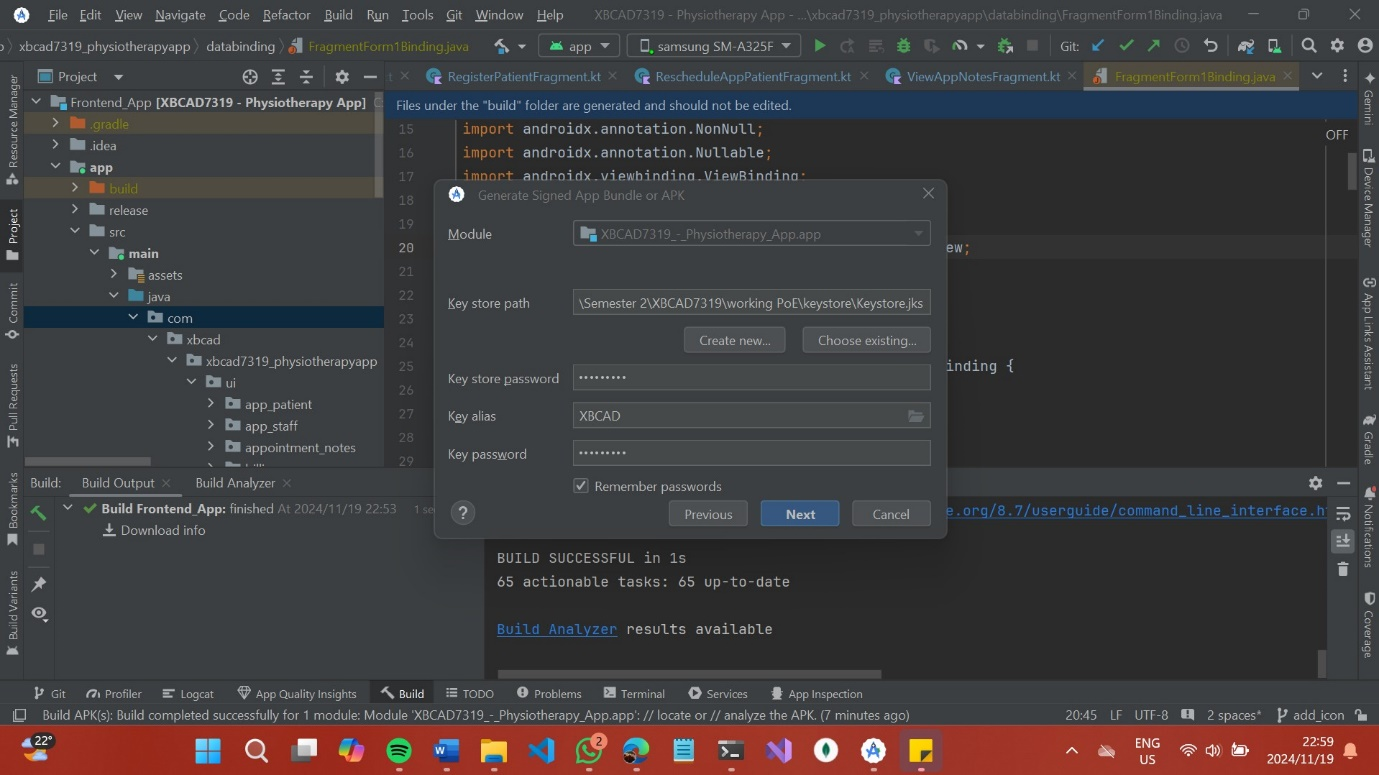 File Edit View Navigate Code Refactor Build Run Tools Git Window Help XBCAD7319 - Physiotherapy App - ...\xbcad7319_physiotherapyapp\databinding\FragmentForm1Binding.java
xbcad7319_physiotherapyapp databinding FragmentForm1Binding.java app samsung SM-A325F Git:
Project RegisterPatientFragment.kt RescheduleAppPatientFragment.kt ViewAppNotesFragment.kt FragmentForm1Binding.java
Frontend_App [XBCAD7319 - Physiotherapy App]
.gradle
.idea
app
build
release
src
main
assets
java
com
xbcad
xbcad7319_physiotherapyapp
ui
app_patient
app_staff
appointment_notes
Resource Manager
Project
Commit
Pull Requests
Bookmarks
Build Variants
Files under the "build" folder are generated and should not be edited.
OFF
15 import androidx.annotation.NonNull;
16 import androidx.annotation.Nullable;
17 import androidx.viewbinding.ViewBinding;
18
19
20 ew;
21
22
23
24
25 inding {
26
27
28
29
Generate Signed App Bundle or APK
Module XBCAD7319_-_Physiotherapy_App.app
Key store path \Semester 2\XBCAD7319\working PoE\keystore\Keystore.jks
Create new... Choose existing...
Key store password •••••••••
Key alias XBCAD
Key password •••••••••
Remember passwords
? Previous Next Cancel
Gemini
Device Manager
App Links Assistant
Gradle
Notifications
Coverage
Build: Build Output Build Analyzer
Build Frontend_App: finished At 2024/11/19 22:53
Download info
e.org/8.7/userguide/command_line_interface.h
BUILD SUCCESSFUL in 1s
65 actionable tasks: 65 up-to-date
Build Analyzer results available
Git Profiler Logcat App Quality Insights Build TODO Problems Terminal Services App Inspection
Build APK(s): Build completed successfully for 1 module: Module 'XBCAD7319_-_Physiotherapy_App.app': // locate or // analyze the APK. (7 minutes ago) 20:45 LF UTF-8 2 spaces* add_icon
22° 2 ENG US 22:59 2024/11/19